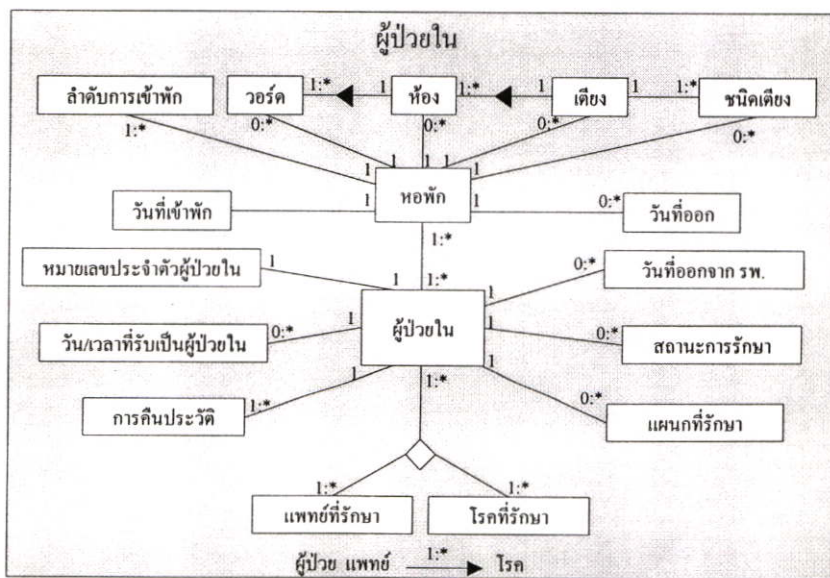 ผู้ป่วยใน
ลำดับการเข้าพัก
1:*
วอร์ด
1:*
0:*
1
ห้อง
1:*
0:*
1
เตียง
1
0:*
1:*
ชนิดเตียง
0:*
1
1
1
1
1
หอพัก
วันที่เข้าพัก
1
1
0:*
วันที่ออก
1:*
หมายเลขประจำตัวผู้ป่วยใน
1
1
1:*
0:*
วันที่ออกจาก รพ.
1
ผู้ป่วยใน
วัน/เวลาที่รับเป็นผู้ป่วยใน
0:*
1
1
0:*
สถานะการรักษา
1
1:*
1
การคืนประวัติ
1:*
0:*
แผนกที่รักษา
1:*
1:*
แพทย์ที่รักษา
โรคที่รักษา
ผู้ป่วย แพทย์ 1:* โรค